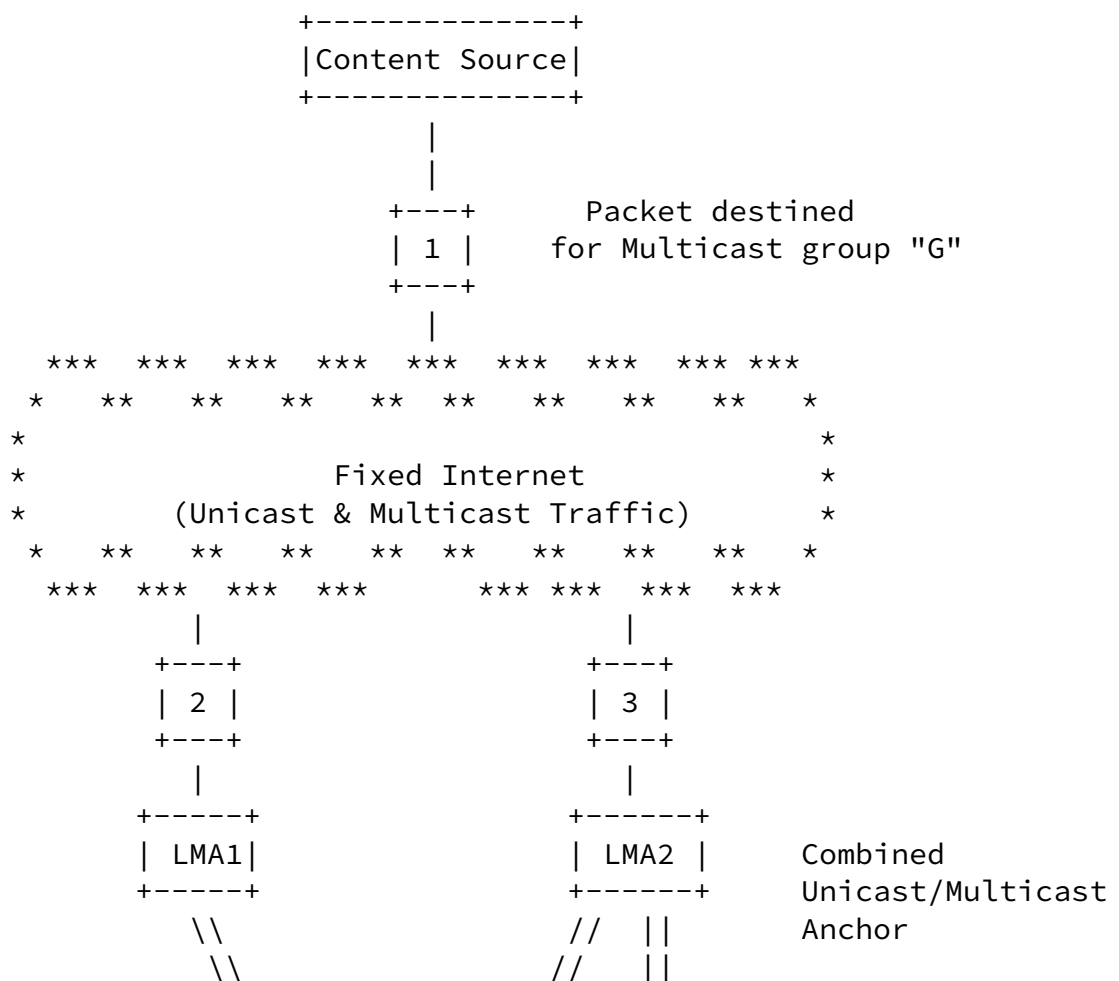 +--------------+
|Content Source|
+--------------+
|
|
+---+ Packet destined
| 1 | for Multicast group "G"
+---+
|
*** *** *** *** *** *** *** *** ***
* ** ** ** ** ** ** ** ** *
* *
* Fixed Internet *
* (Unicast & Multicast Traffic) *
* ** ** ** ** ** ** ** ** *
*** *** *** *** *** *** *** ***
| |
+---+ +---+
| 2 | | 3 |
+---+ +---+
| |
+-----+ +------+
| LMA1| | LMA2 | Combined
+-----+ +------+ Unicast/Multicast
\\ // || Anchor
\\ // ||